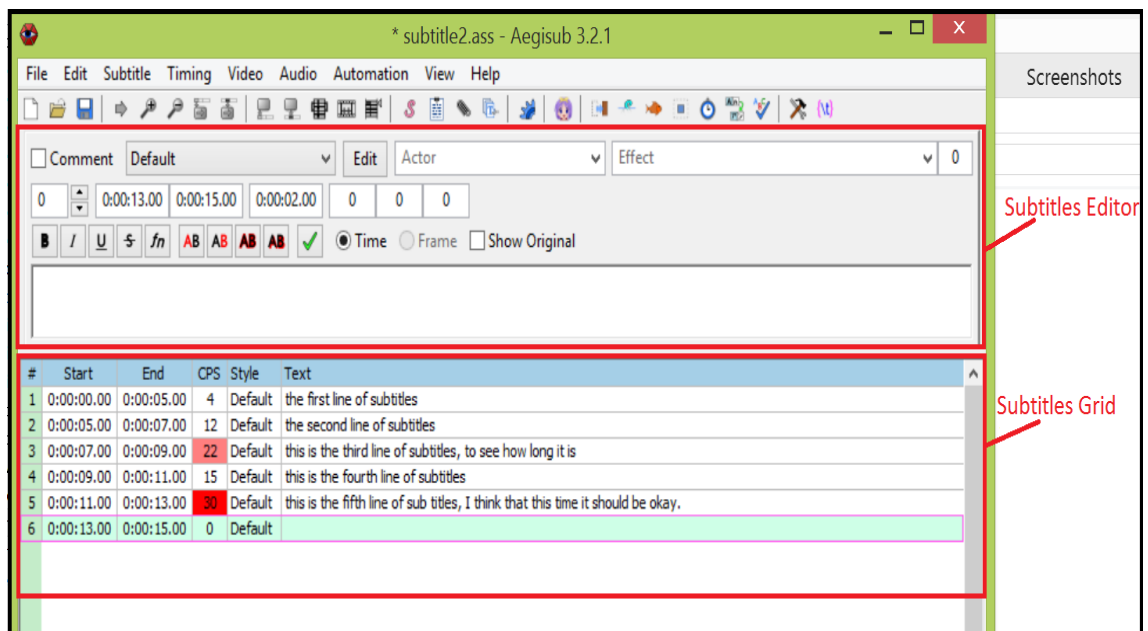 * subtitle2.ass - Aegisub 3.2.1
X
File Edit Subtitle Timing Video Audio Automation View Help
Screenshots
Comment Default Edit Actor Effect 0
0 0:00:13.00 0:00:15.00 0:00:02.00 0 0 0
Subtitles Editor
B I U S fn AB AB AB AB Time Frame Show Original
# Start End CPS Style Text
1 0:00:00.00 0:00:05.00 4 Default the first line of subtitles
2 0:00:05.00 0:00:07.00 12 Default the second line of subtitles
Subtitles Grid
3 0:00:07.00 0:00:09.00 22 Default this is the third line of subtitles, to see how long it is
4 0:00:09.00 0:00:11.00 15 Default this is the fourth line of subtitles
5 0:00:11.00 0:00:13.00 30 Default this is the fifth line of sub titles, I think that this time it should be okay.
6 0:00:13.00 0:00:15.00 0 Default